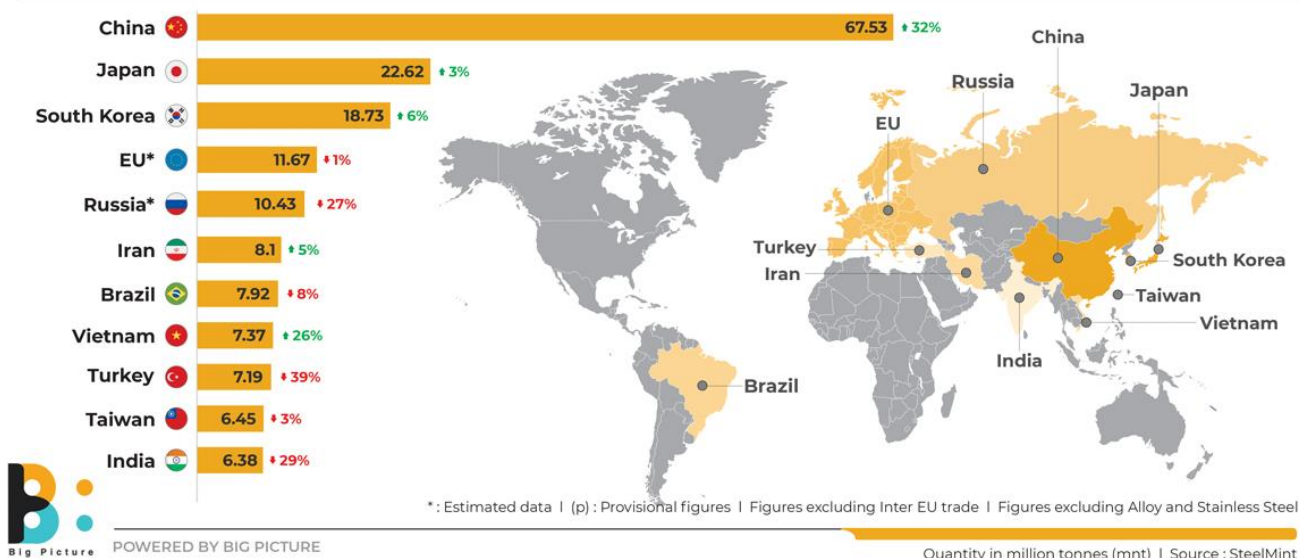 China 67.53 32%
Japan 22.62 3%
South Korea 18.73 6%
EU* 11.67 1%
Russia* 10.43 27%
Iran 8.1 5%
Brazil 7.92 8%
Vietnam 7.37 26%
Turkey 7.19 39%
Taiwan 6.45 3%
India 6.38 29%
China
Russia
Japan
EU
Turkey
South Korea
Iran
Taiwan
Vietnam
India
Brazil
* : Estimated data I (p) : Provisional figures I Figures excluding Inter EU trade I Figures excluding Alloy and Stainless Steel
Big Picture
POWERED BY BIG PICTURE
Quantity in million tonnes (mnt) I Source : SteelMint